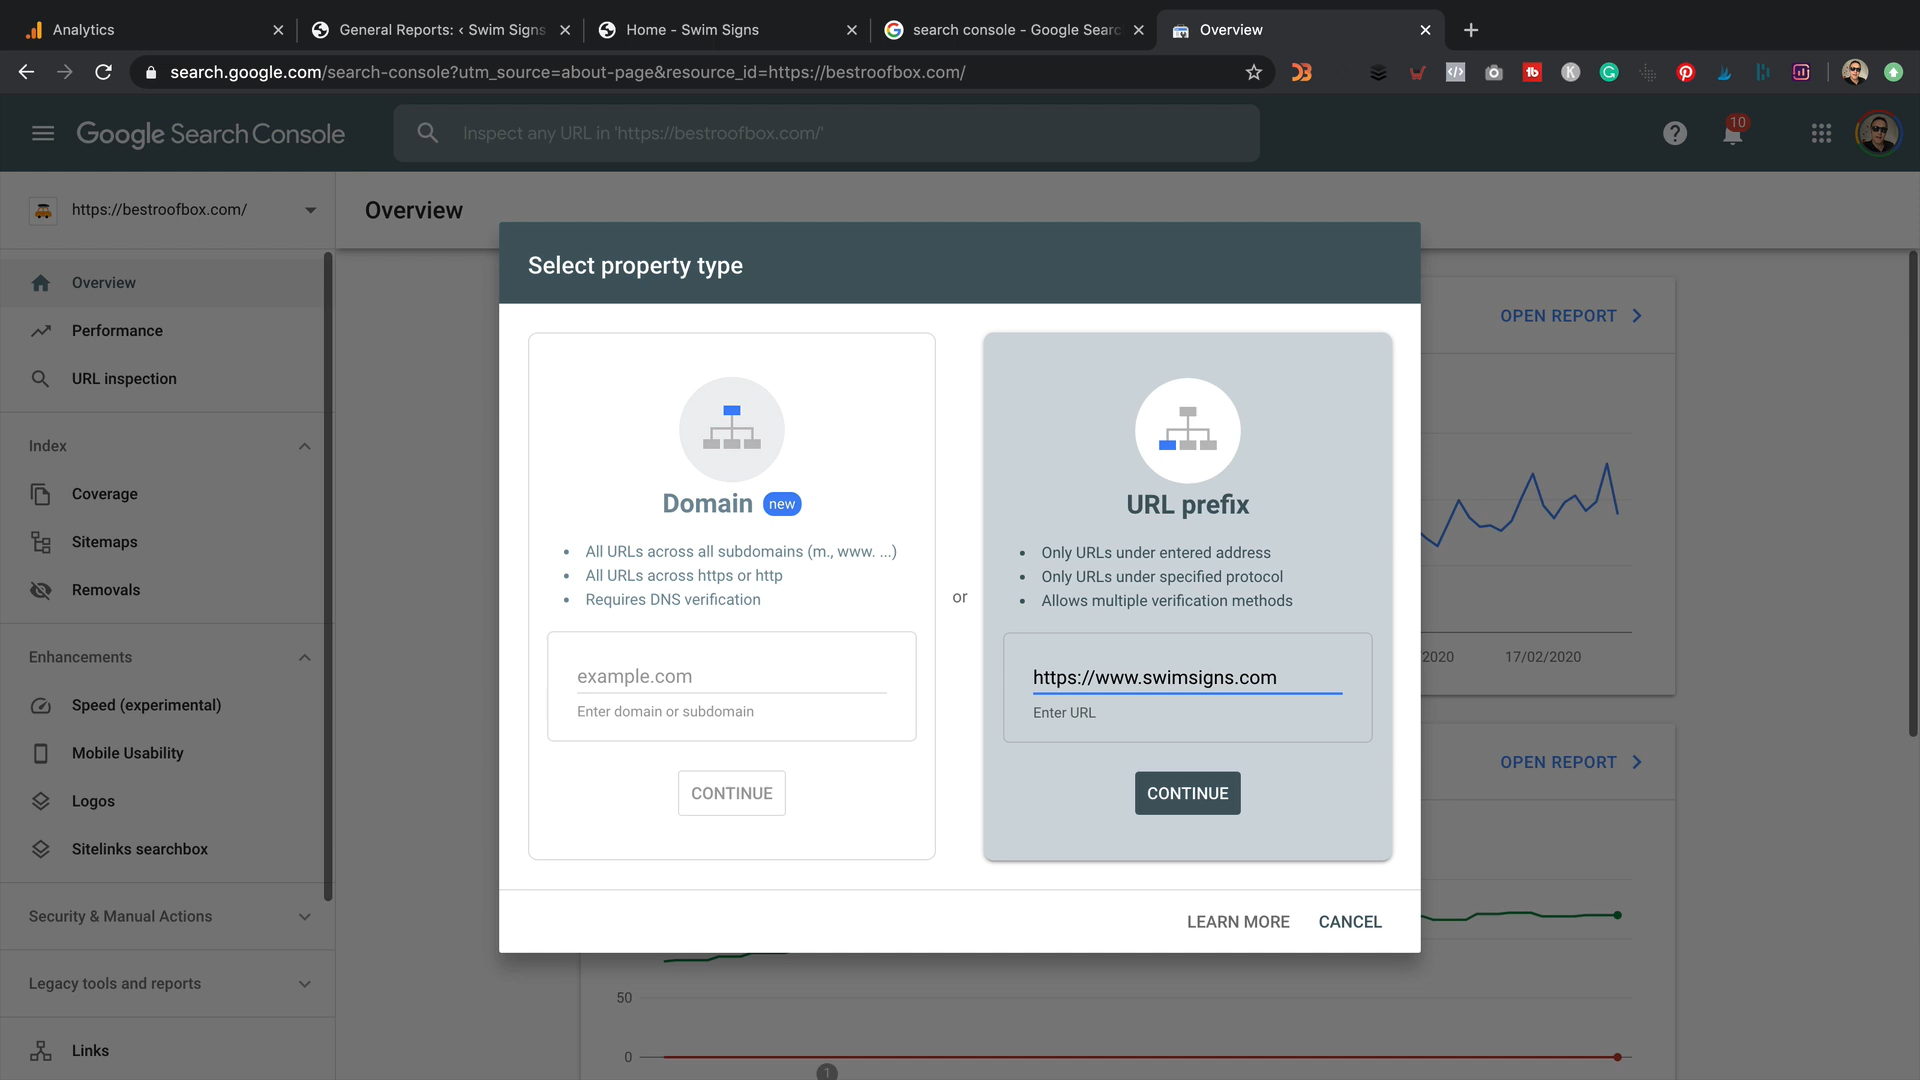 Analytics
General Reports: ‹ Swim Signs
Home - Swim Signs
search console - Google Searc
Overview
search.google.com/search-console?utm_source=about-page&resource_id=https://bestroofbox.com/
Google Search Console
Inspect any URL in 'https://bestroofbox.com/'
10
https://bestroofbox.com/
Overview
Overview
Performance
URL inspection
Index
Coverage
Sitemaps
Removals
Enhancements
Speed (experimental)
Mobile Usability
Logos
Sitelinks searchbox
Security & Manual Actions
Legacy tools and reports
Links
Select property type
Domain new
• All URLs across all subdomains (m., www. ...)
• All URLs across https or http
• Requires DNS verification
example.com
Enter domain or subdomain
CONTINUE
or
URL prefix
• Only URLs under entered address
• Only URLs under specified protocol
• Allows multiple verification methods
https://www.swimsigns.com
Enter URL
CONTINUE
LEARN MORE
CANCEL
OPEN REPORT
2020
17/02/2020
OPEN REPORT
50
0
1